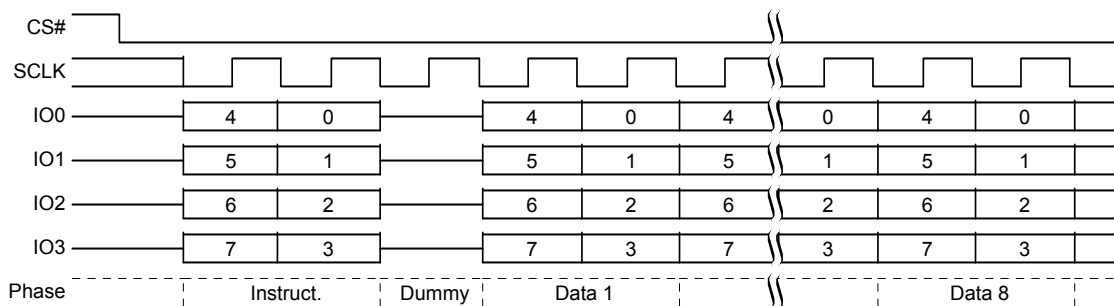 CS#
SCLK
IO0 4 0 4 0 4 0 4 0
IO1 5 1 5 1 5 1 5 1
IO2 6 2 6 2 6 2 6 2
IO3 7 3 7 3 7 3 7 3
Phase Instruct. Dummy Data 1 Data 8